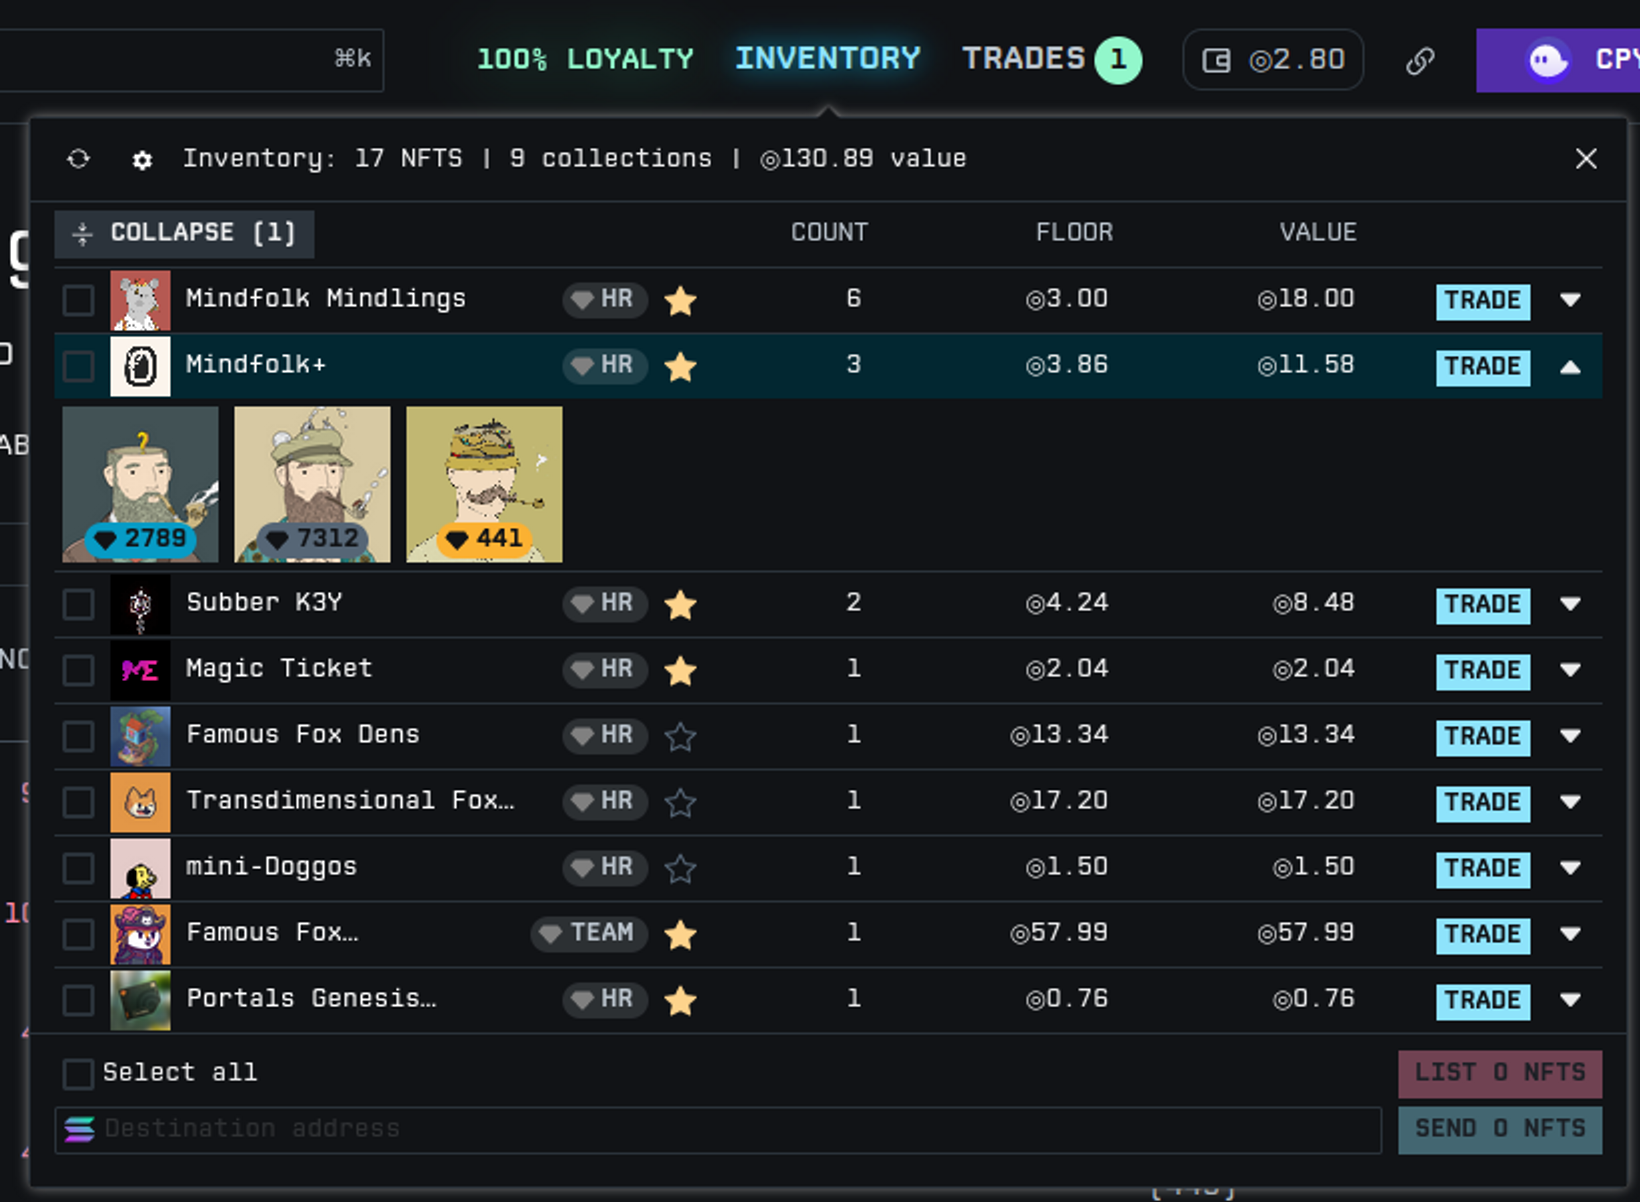 ⌘k 100% LOYALTY INVENTORY TRADES 1 ◎2.80 CPY
Inventory: 17 NFTS | 9 collections | ◎130.89 value
COLLAPSE (1) COUNT FLOOR VALUE
Mindfolk Mindlings HR 6 ◎3.00 ◎18.00 TRADE
Mindfolk+ HR 3 ◎3.86 ◎11.58 TRADE
2789 7312 441
Subber K3Y HR 2 ◎4.24 ◎8.48 TRADE
ME Magic Ticket HR 1 ◎2.04 ◎2.04 TRADE
Famous Fox Dens HR 1 ◎13.34 ◎13.34 TRADE
Transdimensional Fox… HR 1 ◎17.20 ◎17.20 TRADE
mini-Doggos HR 1 ◎1.50 ◎1.50 TRADE
Famous Fox… TEAM 1 ◎57.99 ◎57.99 TRADE
Portals Genesis… HR 1 ◎0.76 ◎0.76 TRADE
Select all LIST 0 NFTS
Destination address SEND 0 NFTS